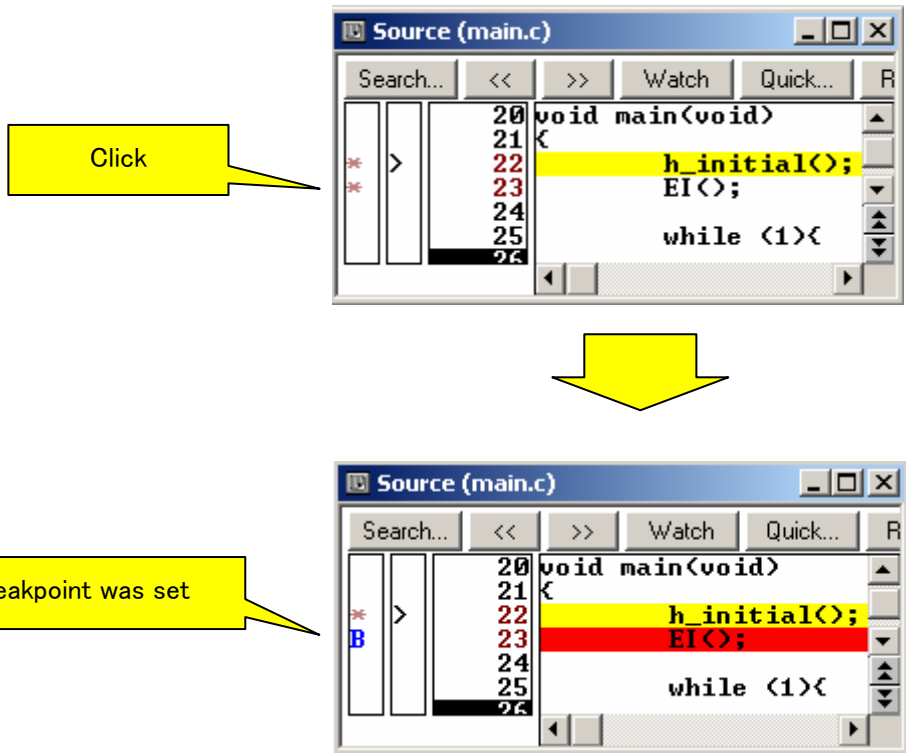 Source (main.c)
Search... << >> Watch Quick... R
20 void main(void)
21 {
Click
* > 22 h_initial();
* 23 EI();
24
25 while (1){
26
Source (main.c)
Search... << >> Watch Quick... R
20 void main(void)
21 {
eakpoint was set
* > 22 h_initial();
B 23 EI();
24
25 while (1){
26